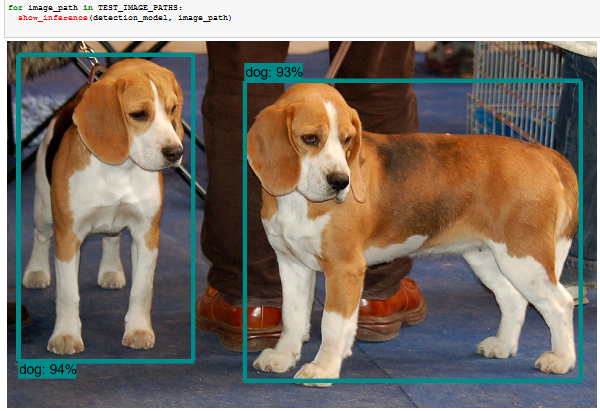 for image_path in TEST_IMAGE_PATHS:
  show_inference(detection_model, image_path)
dog: 93%
dog: 94%